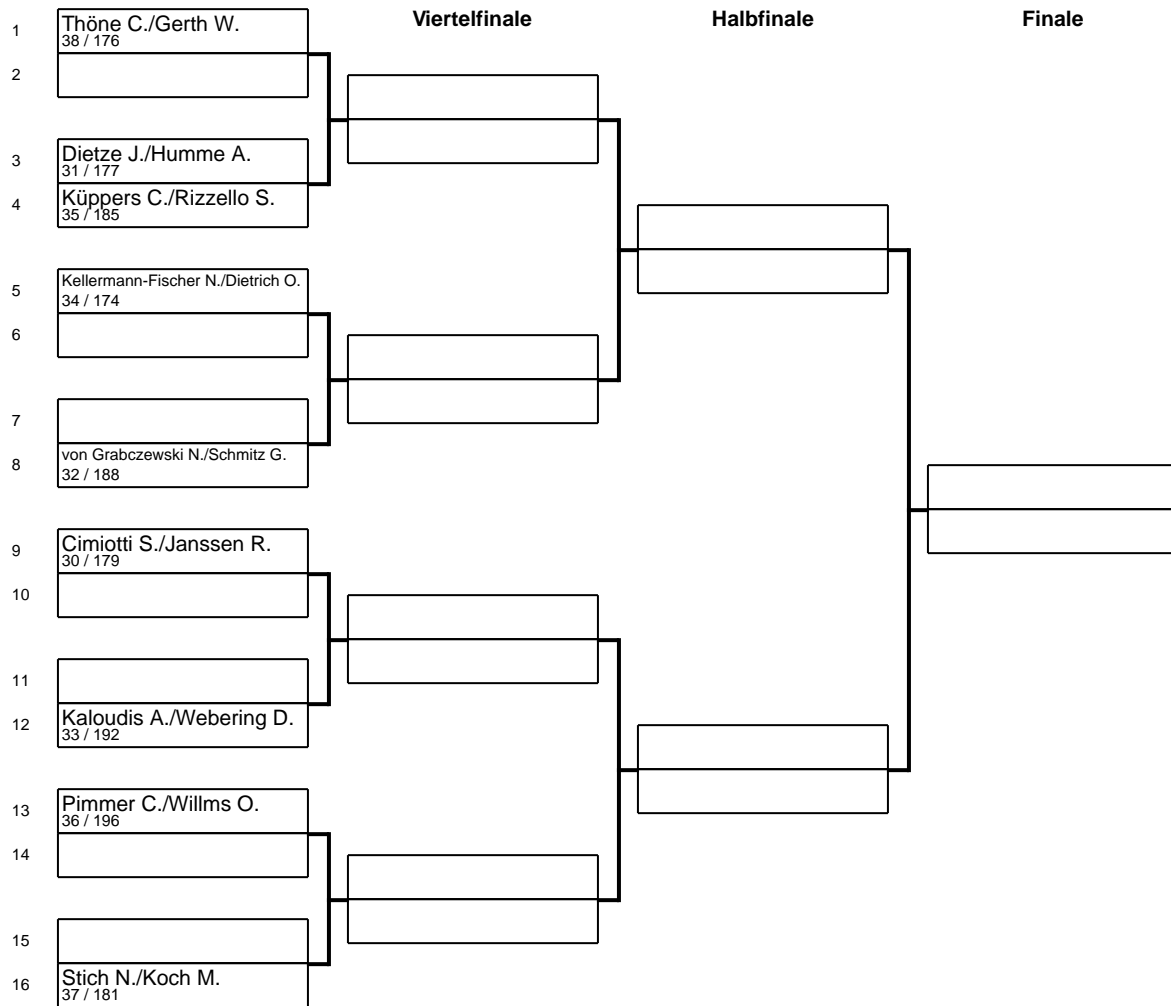 Viertelfinale Halbfinale Finale
1 Thöne C./Gerth W.
38 / 176
2
3 Dietze J./Humme A.
31 / 177
4 Küppers C./Rizzello S.
35 / 185
5 Kellermann-Fischer N./Dietrich O.
34 / 174
6
7
8 von Grabczewski N./Schmitz G.
32 / 188
9 Cimiotti S./Janssen R.
30 / 179
10
11
12 Kaloudis A./Webering D.
33 / 192
13 Pimmer C./Willms O.
36 / 196
14
15
16 Stich N./Koch M.
37 / 181